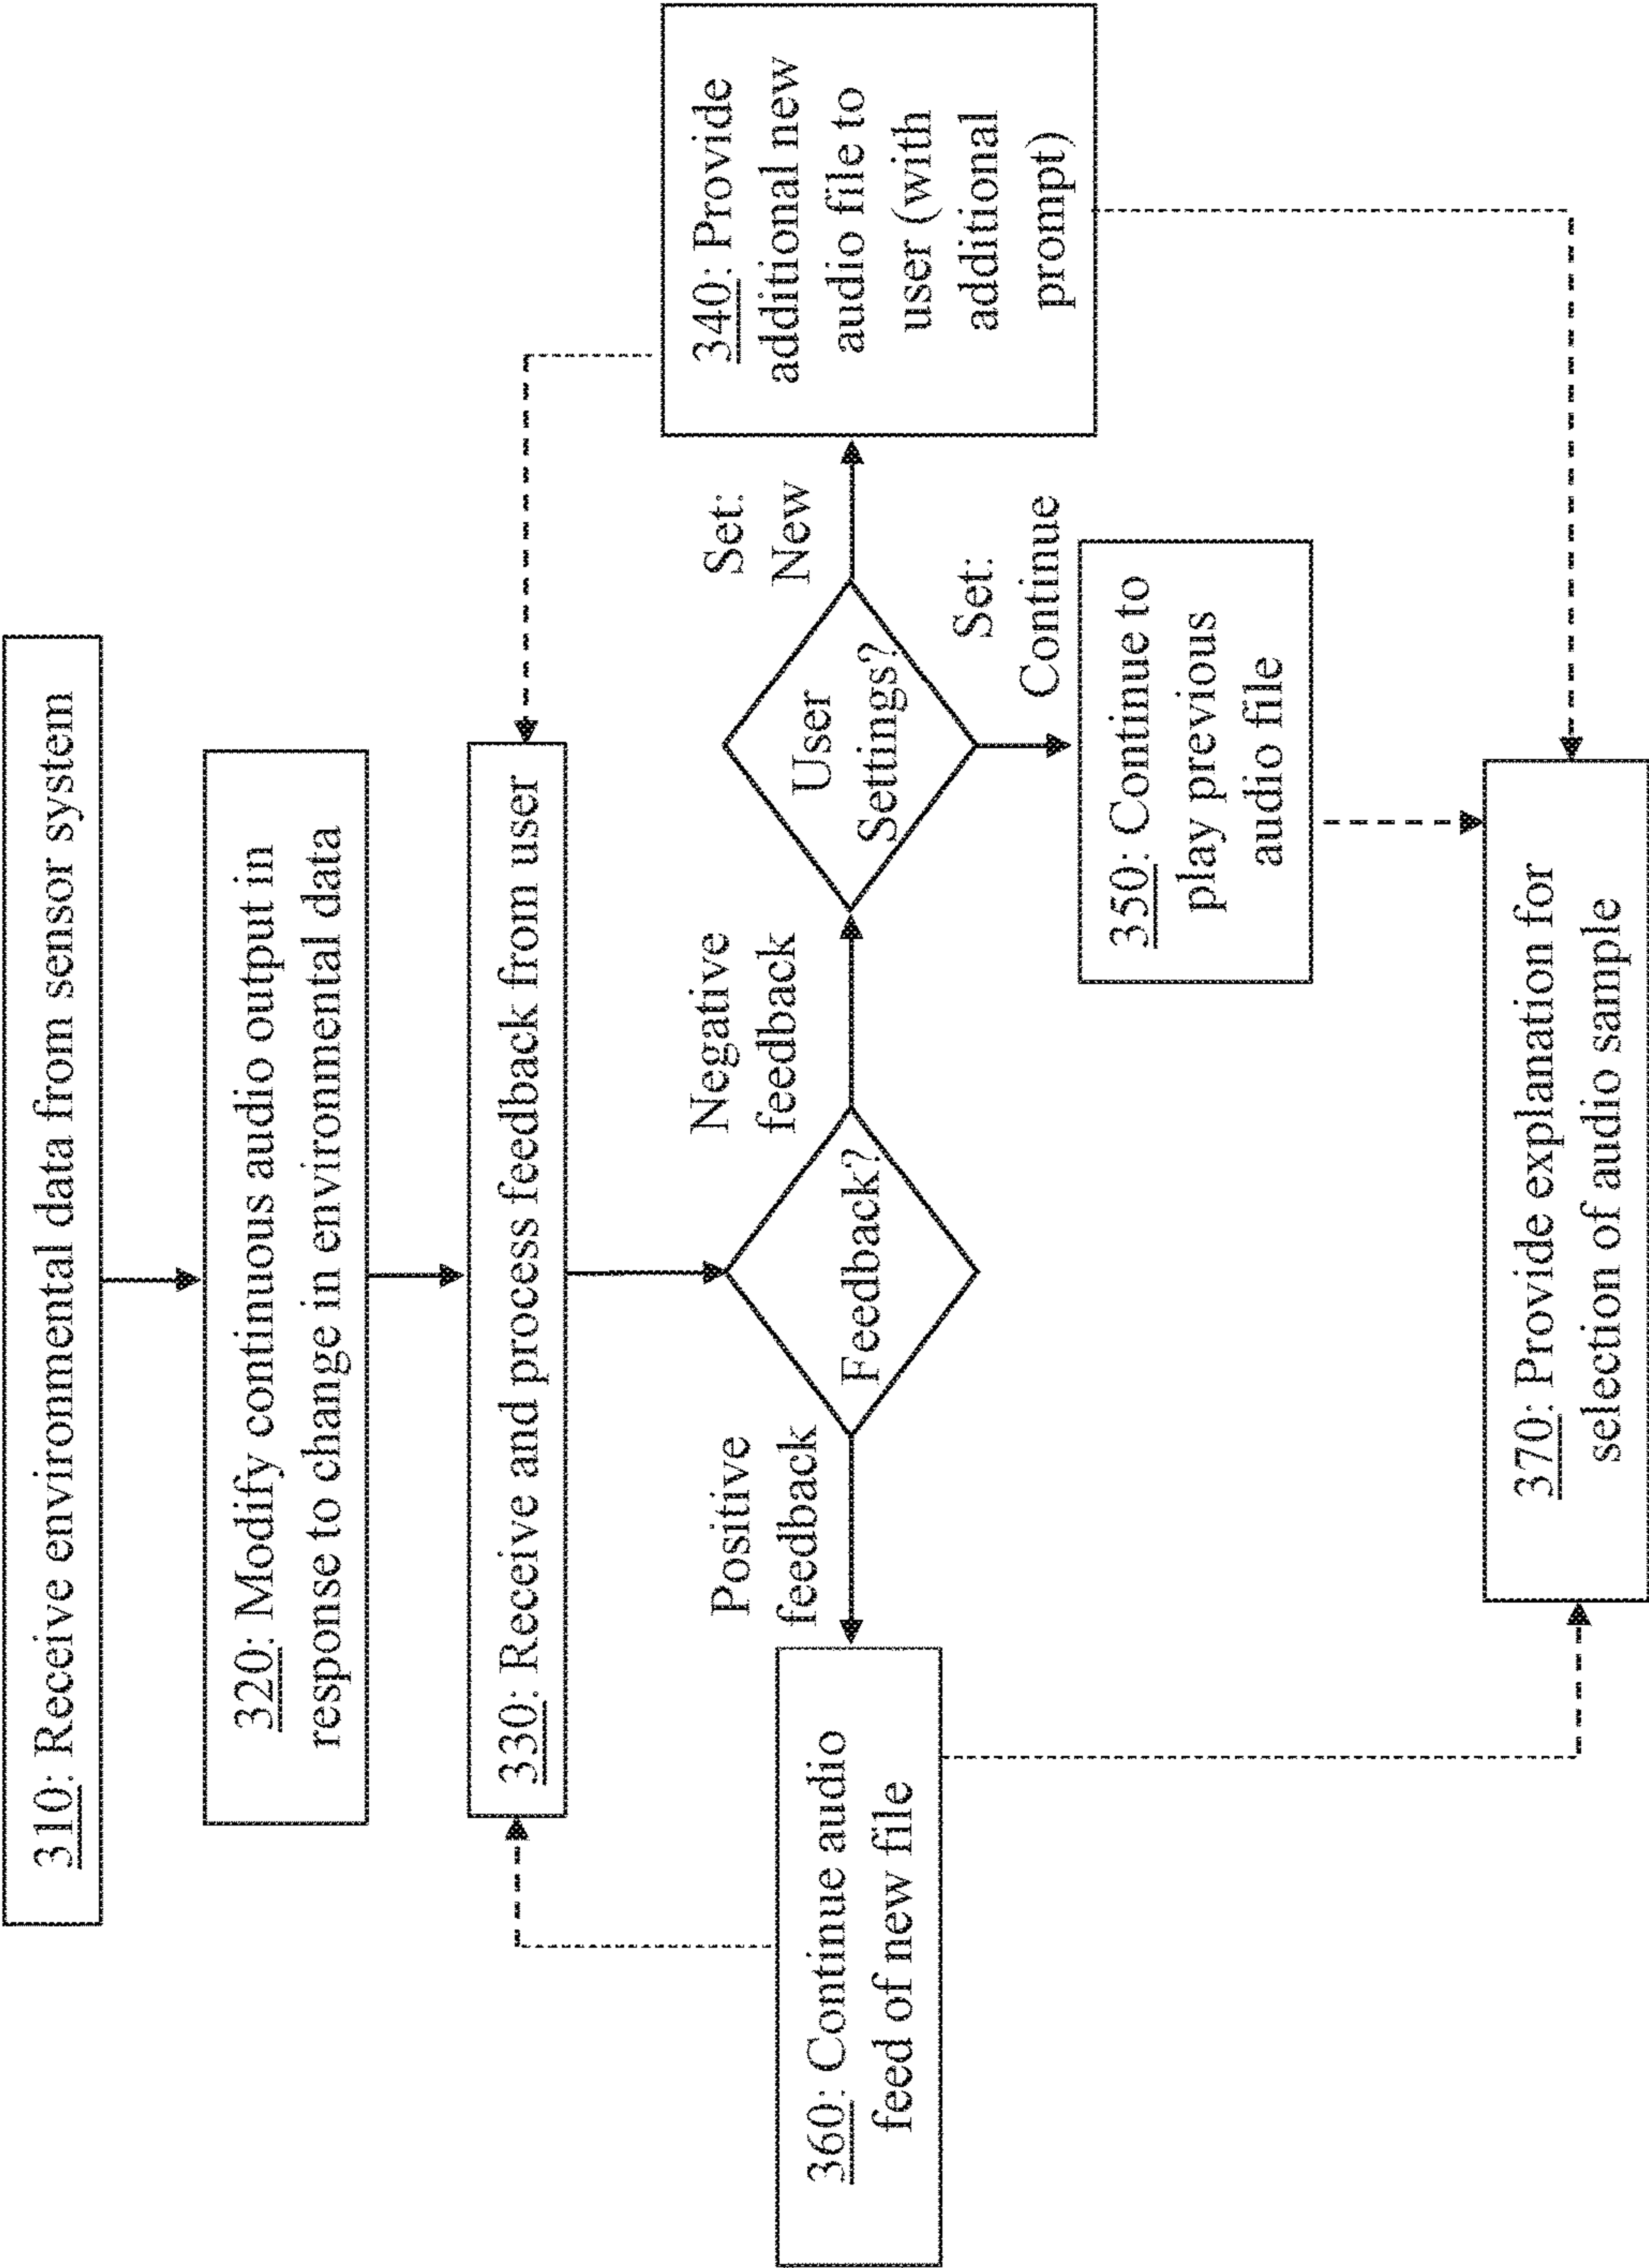 310: Receive environmental data from sensor system
320: Modify continuous audio output in
response to change in environmental data
330: Receive and process feedback from user
Feedback?
Positive
feedback
Negative
feedback
User
Settings?
Set:
New
Set:
Continue
340: Provide
additional new
audio file to
user (with
additional
prompt)
350: Continue to
play previous
audio file
360: Continue audio
feed of new file
370: Provide explanation for
selection of audio sample